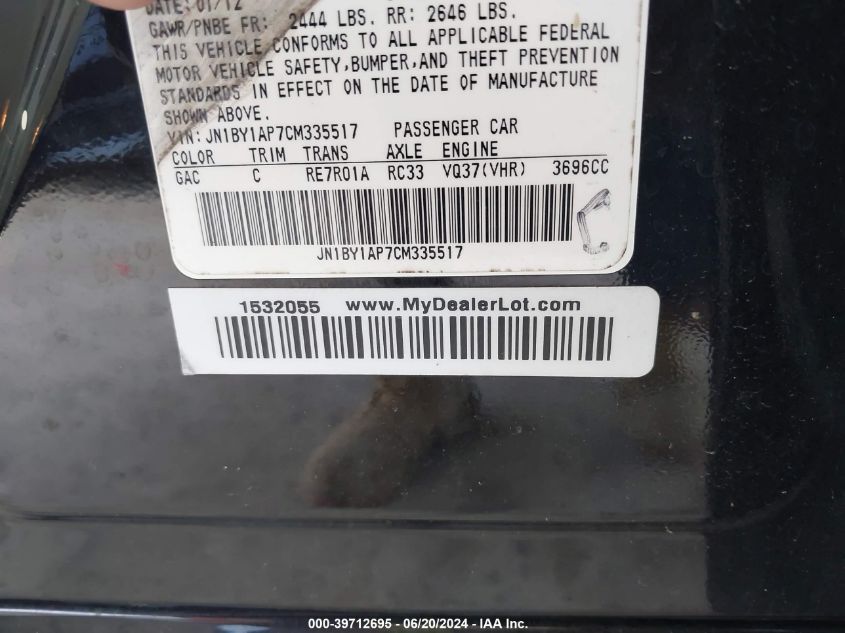 DATE: 01/12
GAWR/PNBE FR: 2444 LBS. RR: 2646 LBS.
THIS VEHICLE CONFORMS TO ALL APPLICABLE FEDERAL
MOTOR VEHICLE SAFETY,BUMPER,AND THEFT PREVENTION
STANDARDS IN EFFECT ON THE DATE OF MANUFACTURE
SHOWN ABOVE.
VIN: JN1BY1AP7CM335517 PASSENGER CAR
COLOR TRIM TRANS AXLE ENGINE
GAC C RE7R01A RC33 VQ37(VHR) 3696CC
JN1BY1AP7CM335517
1532055 www.MyDealerLot.com
000-39712695 - 06/20/2024 - IAA Inc.